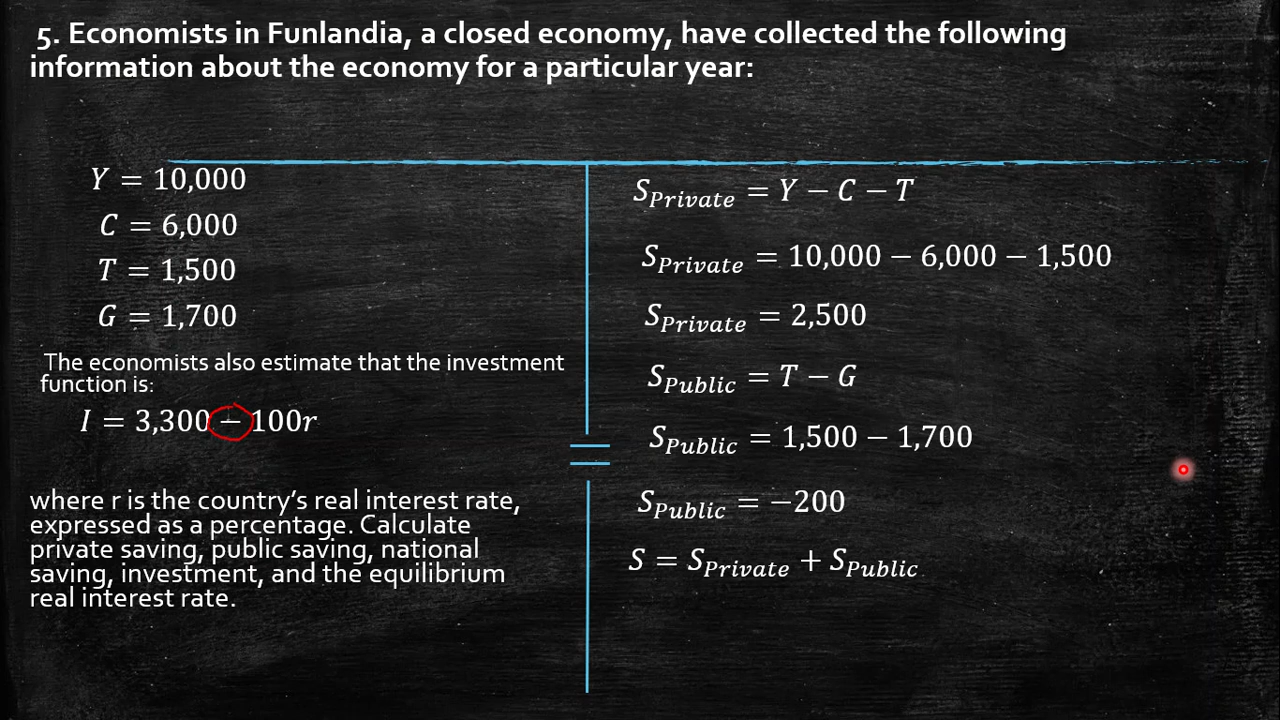 5. Economists in Funlandia, a closed economy, have collected the following
information about the economy for a particular year:
Y = 10,000
C = 6,000
T = 1,500
G = 1,700
The economists also estimate that the investment
function is:
I = 3,300 − 100r
where r is the country’s real interest rate,
expressed as a percentage. Calculate
private saving, public saving, national
saving, investment, and the equilibrium
real interest rate.
S_Private = Y − C − T
S_Private = 10,000 − 6,000 − 1,500
S_Private = 2,500
S_Public = T − G
S_Public = 1,500 − 1,700
S_Public = −200
S = S_Private + S_Public